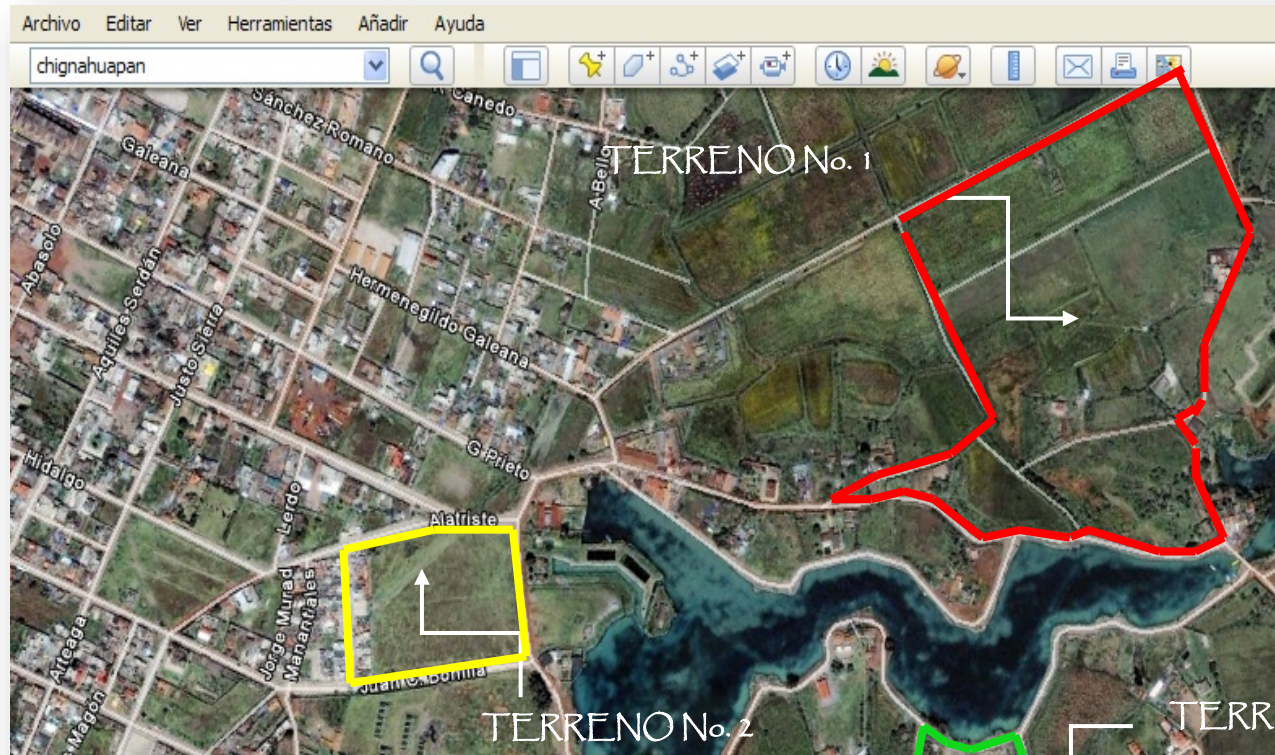 Archivo Editar Ver Herramientas Añadir Ayuda
chignahuapan
Canedo
Sánchez Romano
Galeana
A Bello
TERRENO No. 1
Abasolo
Aquiles Serdán
Justo Sierra
Hermenegildo Galeana
G Prieto
Hidalgo
Lerdo
Alatriste
Jorge Murad
Manantiales
Arteaga
Magón
Juan C. Bonilla
TERRENO No. 2
TERR